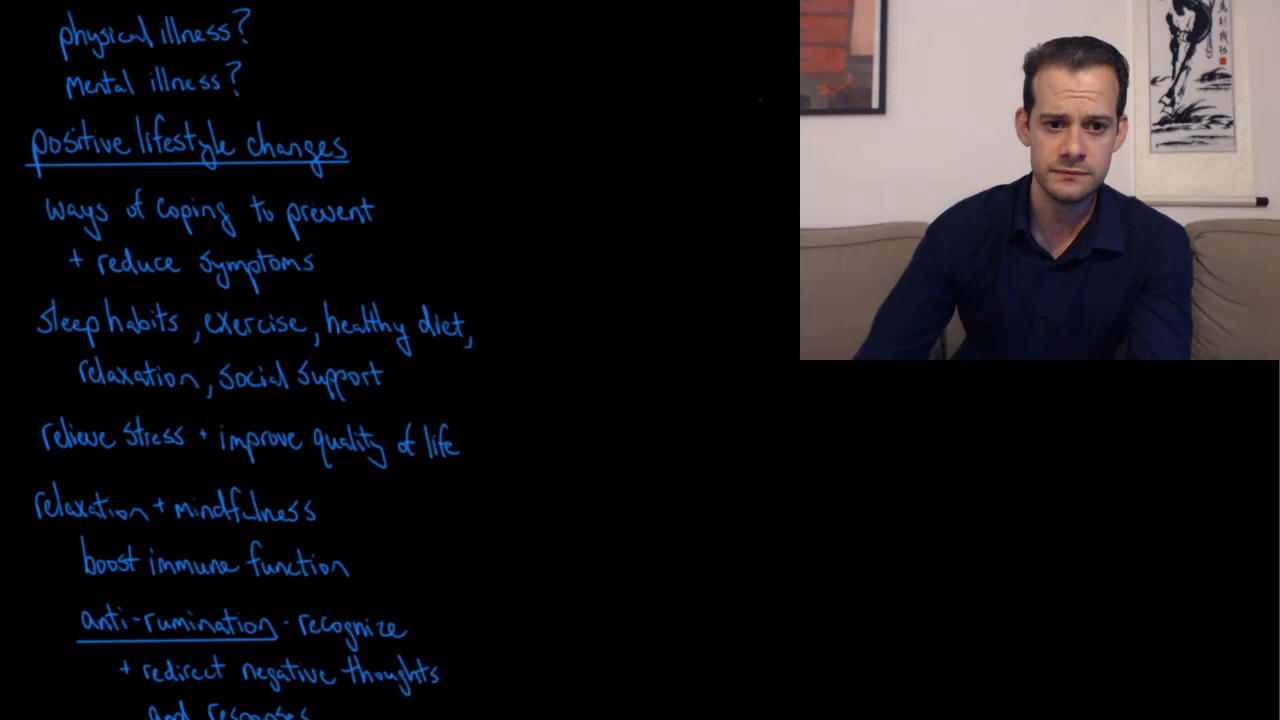 physical illness?
mental illness?
positive lifestyle changes
ways of coping to prevent
+ reduce symptoms
sleep habits, exercise, healthy diet,
relaxation, social support
relieve stress + improve quality of life
relaxation + mindfulness
boost immune function
anti-rumination - recognize
+ redirect negative thoughts
and responses